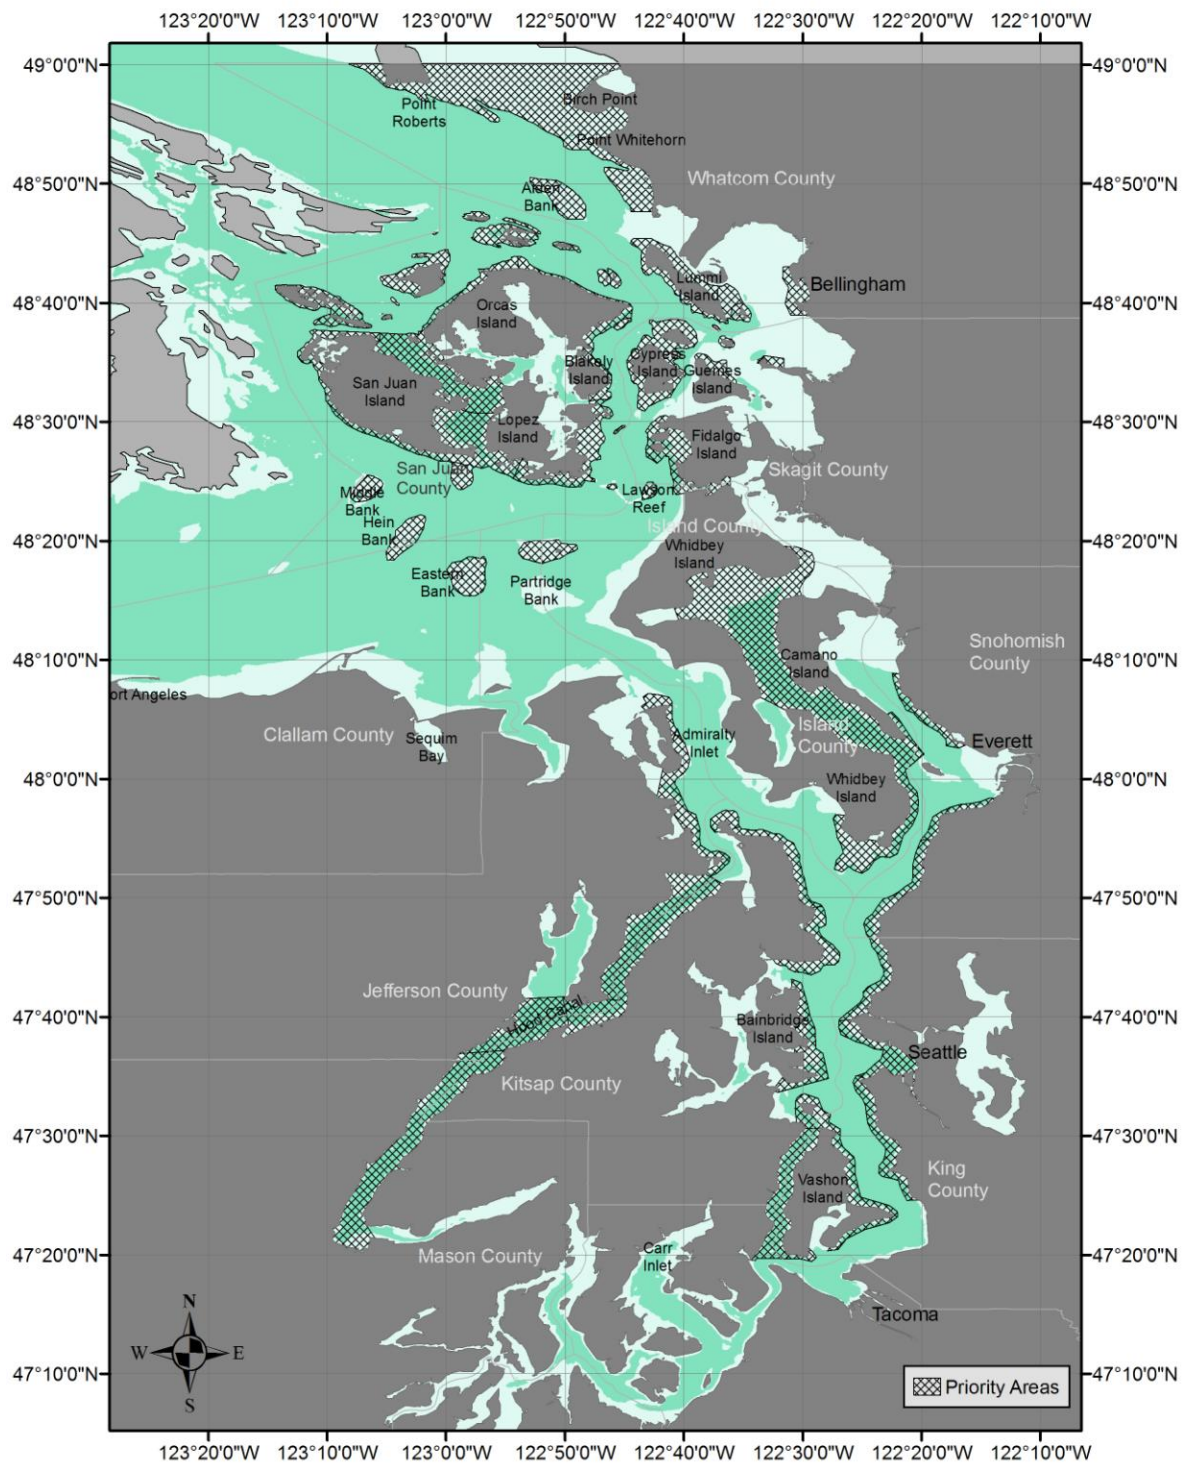 123°20'0"W 123°10'0"W 123°0'0"W 122°50'0"W 122°40'0"W 122°30'0"W 122°20'0"W 122°10'0"W
49°0'0"N 49°0'0"N
Point
Roberts
Birch Point
Point Whitehorn
Whatcom County
48°50'0"N 48°50'0"N
Alden
Bank
Lummi
Island
Bellingham
48°40'0"N 48°40'0"N
Orcas
Island
San Juan
Island
Blakely
Island
Cypress
Island
Guemes
Island
48°30'0"N 48°30'0"N
Lopez
Island
Fidalgo
Island
San Juan
County
Skagit County
Middle
Bank
Lawson
Reef
Hein
Bank
Island County
Whidbey
Island
48°20'0"N 48°20'0"N
Eastern
Bank
Partridge
Bank
Snohomish
County
48°10'0"N 48°10'0"N
Camano
Island
ort Angeles
Clallam County
Sequim
Bay
Admiralty
Inlet
Island
County
Everett
48°0'0"N 48°0'0"N
Whidbey
Island
47°50'0"N 47°50'0"N
Jefferson County
Hood Canal
47°40'0"N 47°40'0"N
Bainbridge
Island
Seattle
Kitsap County
47°30'0"N 47°30'0"N
Vashon
Island
King
County
47°20'0"N 47°20'0"N
Mason County
Carr
Inlet
Tacoma
N
W E
S
47°10'0"N 47°10'0"N
Priority Areas
123°20'0"W 123°10'0"W 123°0'0"W 122°50'0"W 122°40'0"W 122°30'0"W 122°20'0"W 122°10'0"W